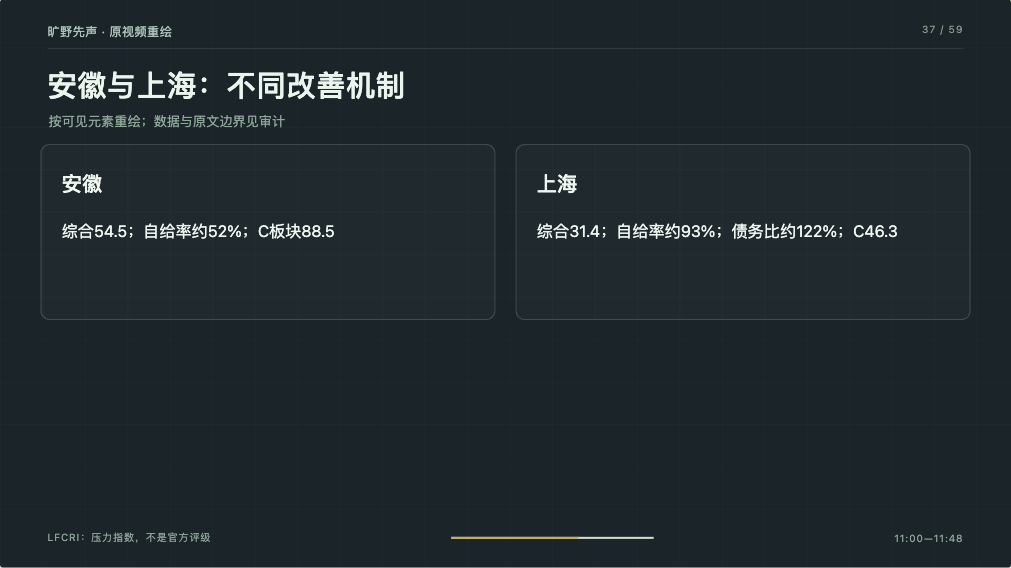 旷野先声 · 原视频重绘
37 / 59
安徽与上海：不同改善机制
按可见元素重绘；数据与原文边界见审计
安徽
综合54.5；自给率约52%；C板块88.5
上海
综合31.4；自给率约93%；债务比约122%；C46.3
LFCRI：压力指数，不是官方评级
11:00—11:48